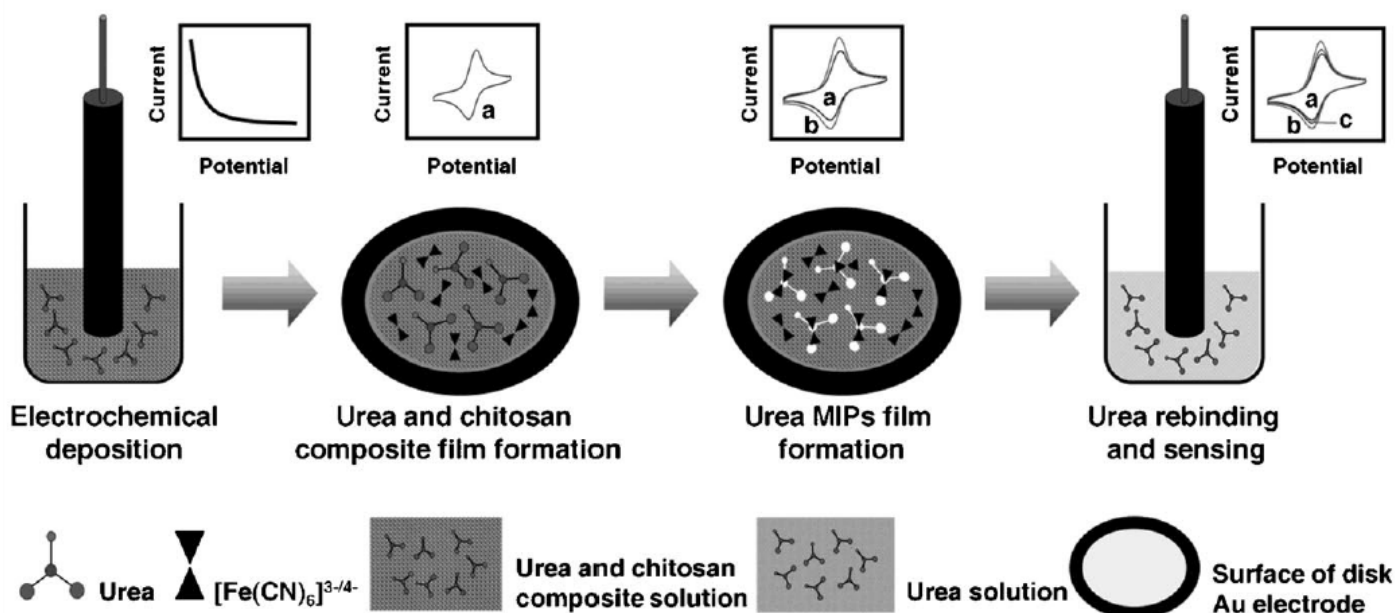 Current
Potential
Current
a
Potential
Current
a
b
Potential
Current
a
b
c
Potential
Electrochemical
deposition
Urea and chitosan
composite film formation
Urea MIPs film
formation
Urea rebinding
and sensing
Urea
[Fe(CN)₆]³⁻/⁴⁻
Urea and chitosan
composite solution
Urea solution
Surface of disk
Au electrode